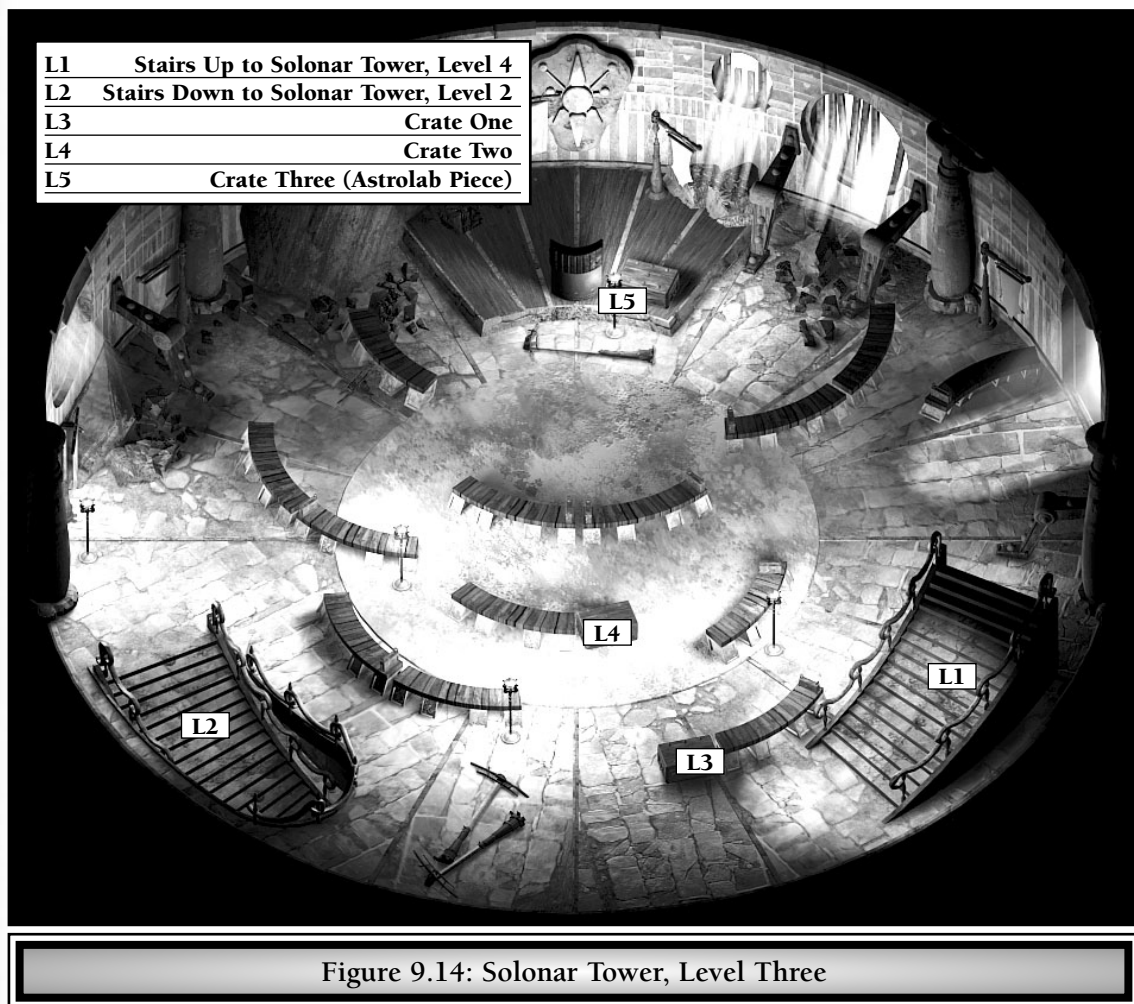 L1 Stairs Up to Solonar Tower, Level 4
L2 Stairs Down to Solonar Tower, Level 2
L3 Crate One
L4 Crate Two
L5 Crate Three (Astrolab Piece)
L5
L4
L1
L2
L3
Figure 9.14: Solonar Tower, Level Three